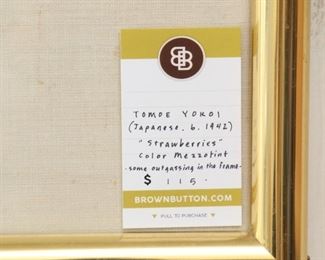 BB
TOMOE YOKOI
(Japanese, b. 1942)
"Strawberries"
Color Mezzotint
-some outgassing in the frame-
$ 115.
BROWNBUTTON.COM
PULL TO PURCHASE